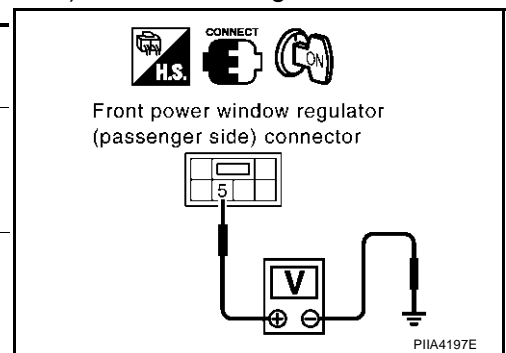 CONNECT
H.S.
ON
Front power window regulator
(passenger side) connector
5
V
PIIA4197E